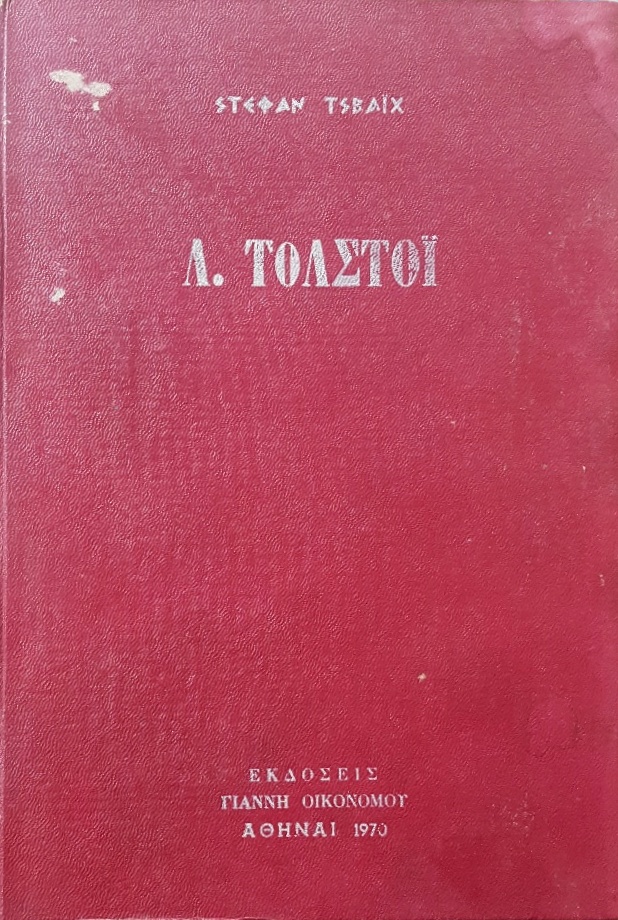 ΣΤΕΦΑΝ ΤΣΒΑΪΧ
Λ. ΤΟΛΣΤΟΪ
ΕΚΔΟΣΕΙΣ
ΓΙΑΝΝΗ ΟΙΚΟΝΟΜΟΥ
ΑΘΗΝΑΙ 1970